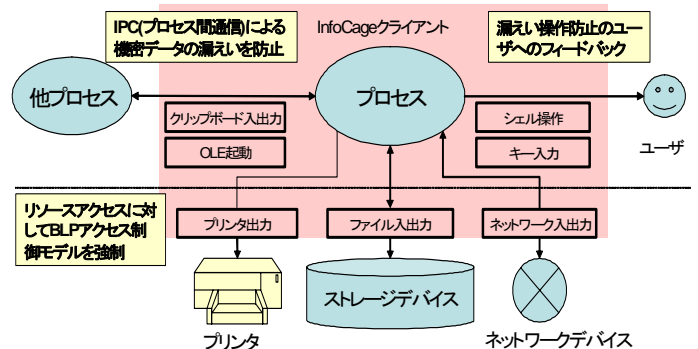 IPC(プロセス間通信)による
機密データの漏えいを防止
InfoCageクライアント
漏えい操作防止のユー
ザへのフィードバック
他プロセス
プロセス
クリップボード入出力
OLE起動
シェル操作
キー入力
ユーザ
リソースアクセスに対
してBLPアクセス制
御モデルを強制
プリンタ出力
ファイル入出力
ネットワーク入出力
ストレージデバイス
プリンタ
ネットワークデバイス